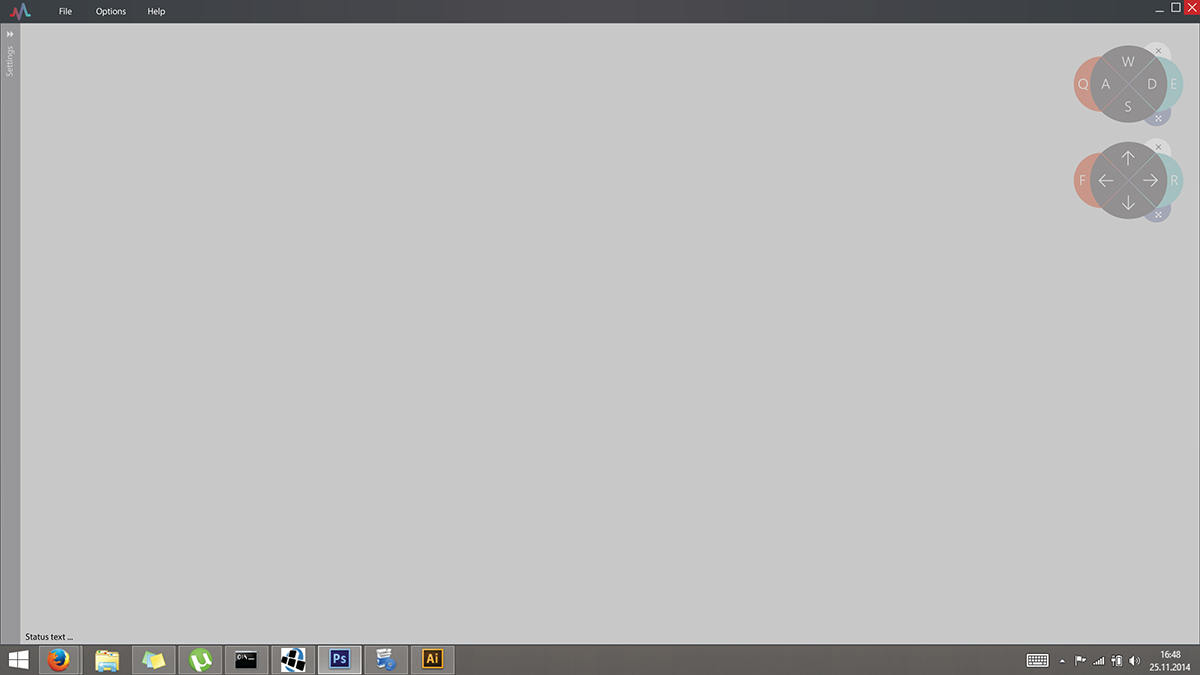 File Options Help
Settings
W
Q A D E
S
F R
Status text ...
C:\._
Ps
Ai
16:48
25.11.2014